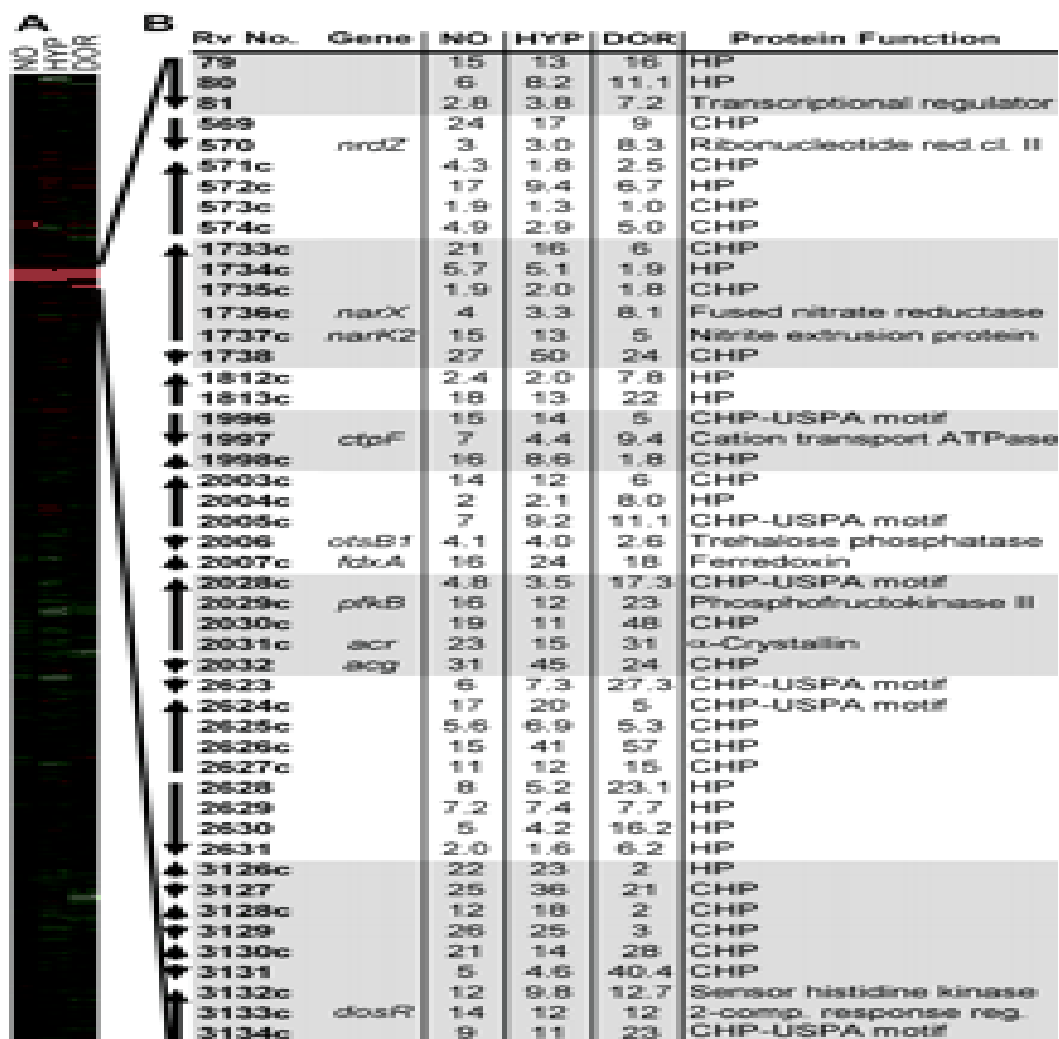 A
B
NO HYP DOR
Rv No. Gene NO HYP DOR Protein Function
79 15 13 16 HP
80 6 8.2 11.1 HP
81 2.8 3.8 7.2 Transcriptional regulator
569 24 17 9 CHP
570 nrdZ 3 3.0 8.3 Ribonucleotide red.cl. II
571c 4.3 1.8 2.5 CHP
572c 17 9.4 6.7 HP
573c 1.9 1.3 1.0 CHP
574c 4.9 2.9 5.0 CHP
1733c 21 16 6 CHP
1734c 5.7 5.1 1.9 HP
1735c 1.9 2.0 1.8 CHP
1736c narX 4 3.3 8.1 Fused nitrate reductase
1737c narK2 15 13 5 Nitrite extrusion protein
1738 27 50 24 CHP
1812c 2.4 2.0 7.8 HP
1813c 18 13 22 HP
1996 15 14 5 CHP-USPA motif
1997 ctpF 7 4.4 9.4 Cation transport ATPase
1998c 16 8.6 1.8 CHP
2003c 14 12 6 CHP
2004c 2 2.1 8.0 HP
2005c 7 9.2 11.1 CHP-USPA motif
2006 otsB1 4.1 4.0 2.6 Trehalose phosphatase
2007c fdxA 16 24 18 Ferredoxin
2028c 4.8 3.5 17.3 CHP-USPA motif
2029c pfkB 16 12 23 Phosphofructokinase II
2030c 19 11 48 CHP
2031c acr 23 15 31 α-Crystallin
2032 acg 31 45 24 CHP
2623 6 7.3 27.3 CHP-USPA motif
2624c 17 20 5 CHP-USPA motif
2625c 5.6 6.9 5.3 CHP
2626c 15 41 57 CHP
2627c 11 12 15 CHP
2628 8 5.2 23.1 HP
2629 7.2 7.4 7.7 HP
2630 5 4.2 16.2 HP
2631 2.0 1.6 6.2 HP
3126c 22 23 2 HP
3127 25 36 21 CHP
3128c 12 18 2 CHP
3129 26 25 3 CHP
3130c 21 14 28 CHP
3131 5 4.6 40.4 CHP
3132c 12 9.8 12.7 Sensor histidine kinase
3133c dosR 14 12 12 2-comp. response reg.
3134c 9 11 23 CHP-USPA motif